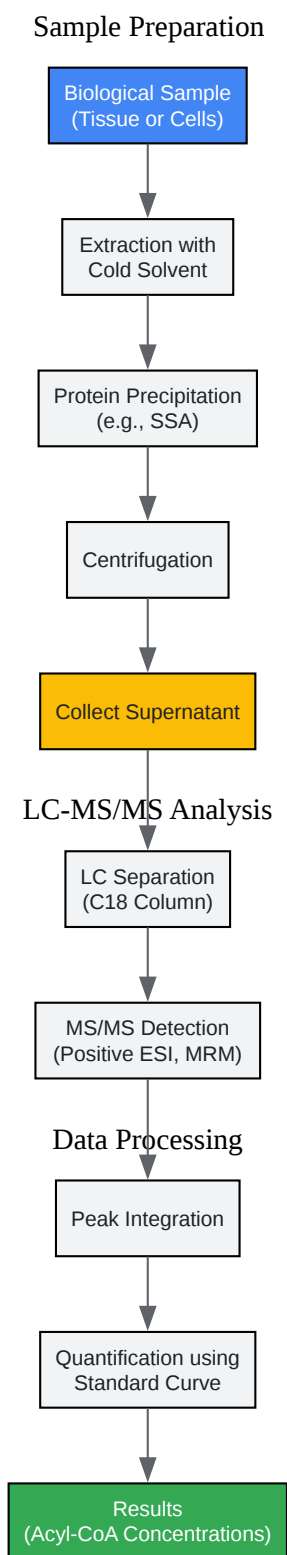 Sample Preparation
Biological Sample
(Tissue or Cells)
Extraction with
Cold Solvent
Protein Precipitation
(e.g., SSA)
Centrifugation
Collect Supernatant
LC-MS/MS Analysis
LC Separation
(C18 Column)
MS/MS Detection
(Positive ESI, MRM)
Data Processing
Peak Integration
Quantification using
Standard Curve
Results
(Acyl-CoA Concentrations)